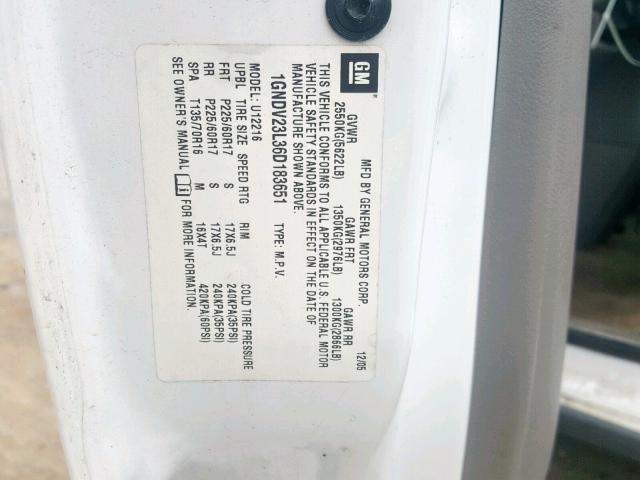 GM
MFD BY GENERAL MOTORS CORP. 12/05
GVWR GAWR FRT GAWR RR
2550KG(5622LB) 1350KG(2976LB) 1300KG(2866LB)
THIS VEHICLE CONFORMS TO ALL APPLICABLE U.S. FEDERAL MOTOR
VEHICLE SAFETY STANDARDS IN EFFECT ON THE DATE OF
MANUFACTURE SHOWN ABOVE.
1GNDV23L36D183651 TYPE: M.P.V.
MODEL: U12216
UPBL TIRE SIZE SPEED RTG RIM COLD TIRE PRESSURE
FRT P225/60R17 S 17X6.5J 240KPA(35PSI)
RR P225/60R17 S 17X6.5J 240KPA(35PSI)
SPA T135/70R16 M 16X4T 420KPA(60PSI)
SEE OWNER'S MANUAL FOR MORE INFORMATION.